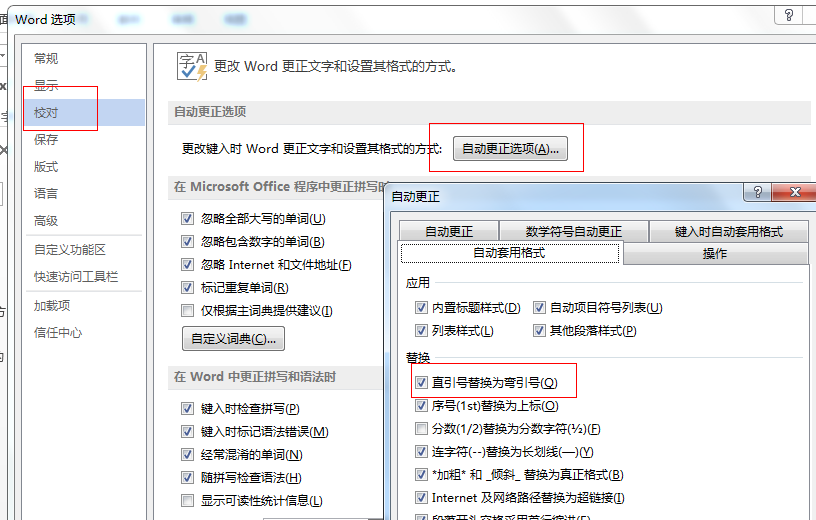 Word 选项
常规
显示
校对
保存
版式
语言
高级
自定义功能区
快速访问工具栏
加载项
信任中心
字A
更改 Word 更正文字和设置其格式的方式。
自动更正选项
更改键入时 Word 更正文字和设置其格式的方式: 自动更正选项(A)...
在 Microsoft Office 程序中更正拼写时
忽略全部大写的单词(U)
忽略包含数字的单词(B)
忽略 Internet 和文件地址(F)
标记重复单词(R)
仅根据主词典提供建议(I)
自定义词典(C)...
在 Word 中更正拼写和语法时
键入时检查拼写(P)
键入时标记语法错误(M)
经常混淆的单词(N)
随拼写检查语法(H)
显示可读性统计信息(L)
自动更正
自动更正 数学符号自动更正 键入时自动套用格式
自动套用格式 操作
应用
内置标题样式(D) 自动项目符号列表(U)
列表样式(L) 其他段落样式(P)
替换
直引号替换为弯引号(Q)
序号(1st)替换为上标(O)
分数(1/2)替换为分数字符(½)(F)
连字符(--)替换为长划线(—)(Y)
*加粗* 和 _倾斜_ 替换为真正格式(B)
Internet 及网络路径替换为超链接(I)
段落开头空格采用首行缩进(F)